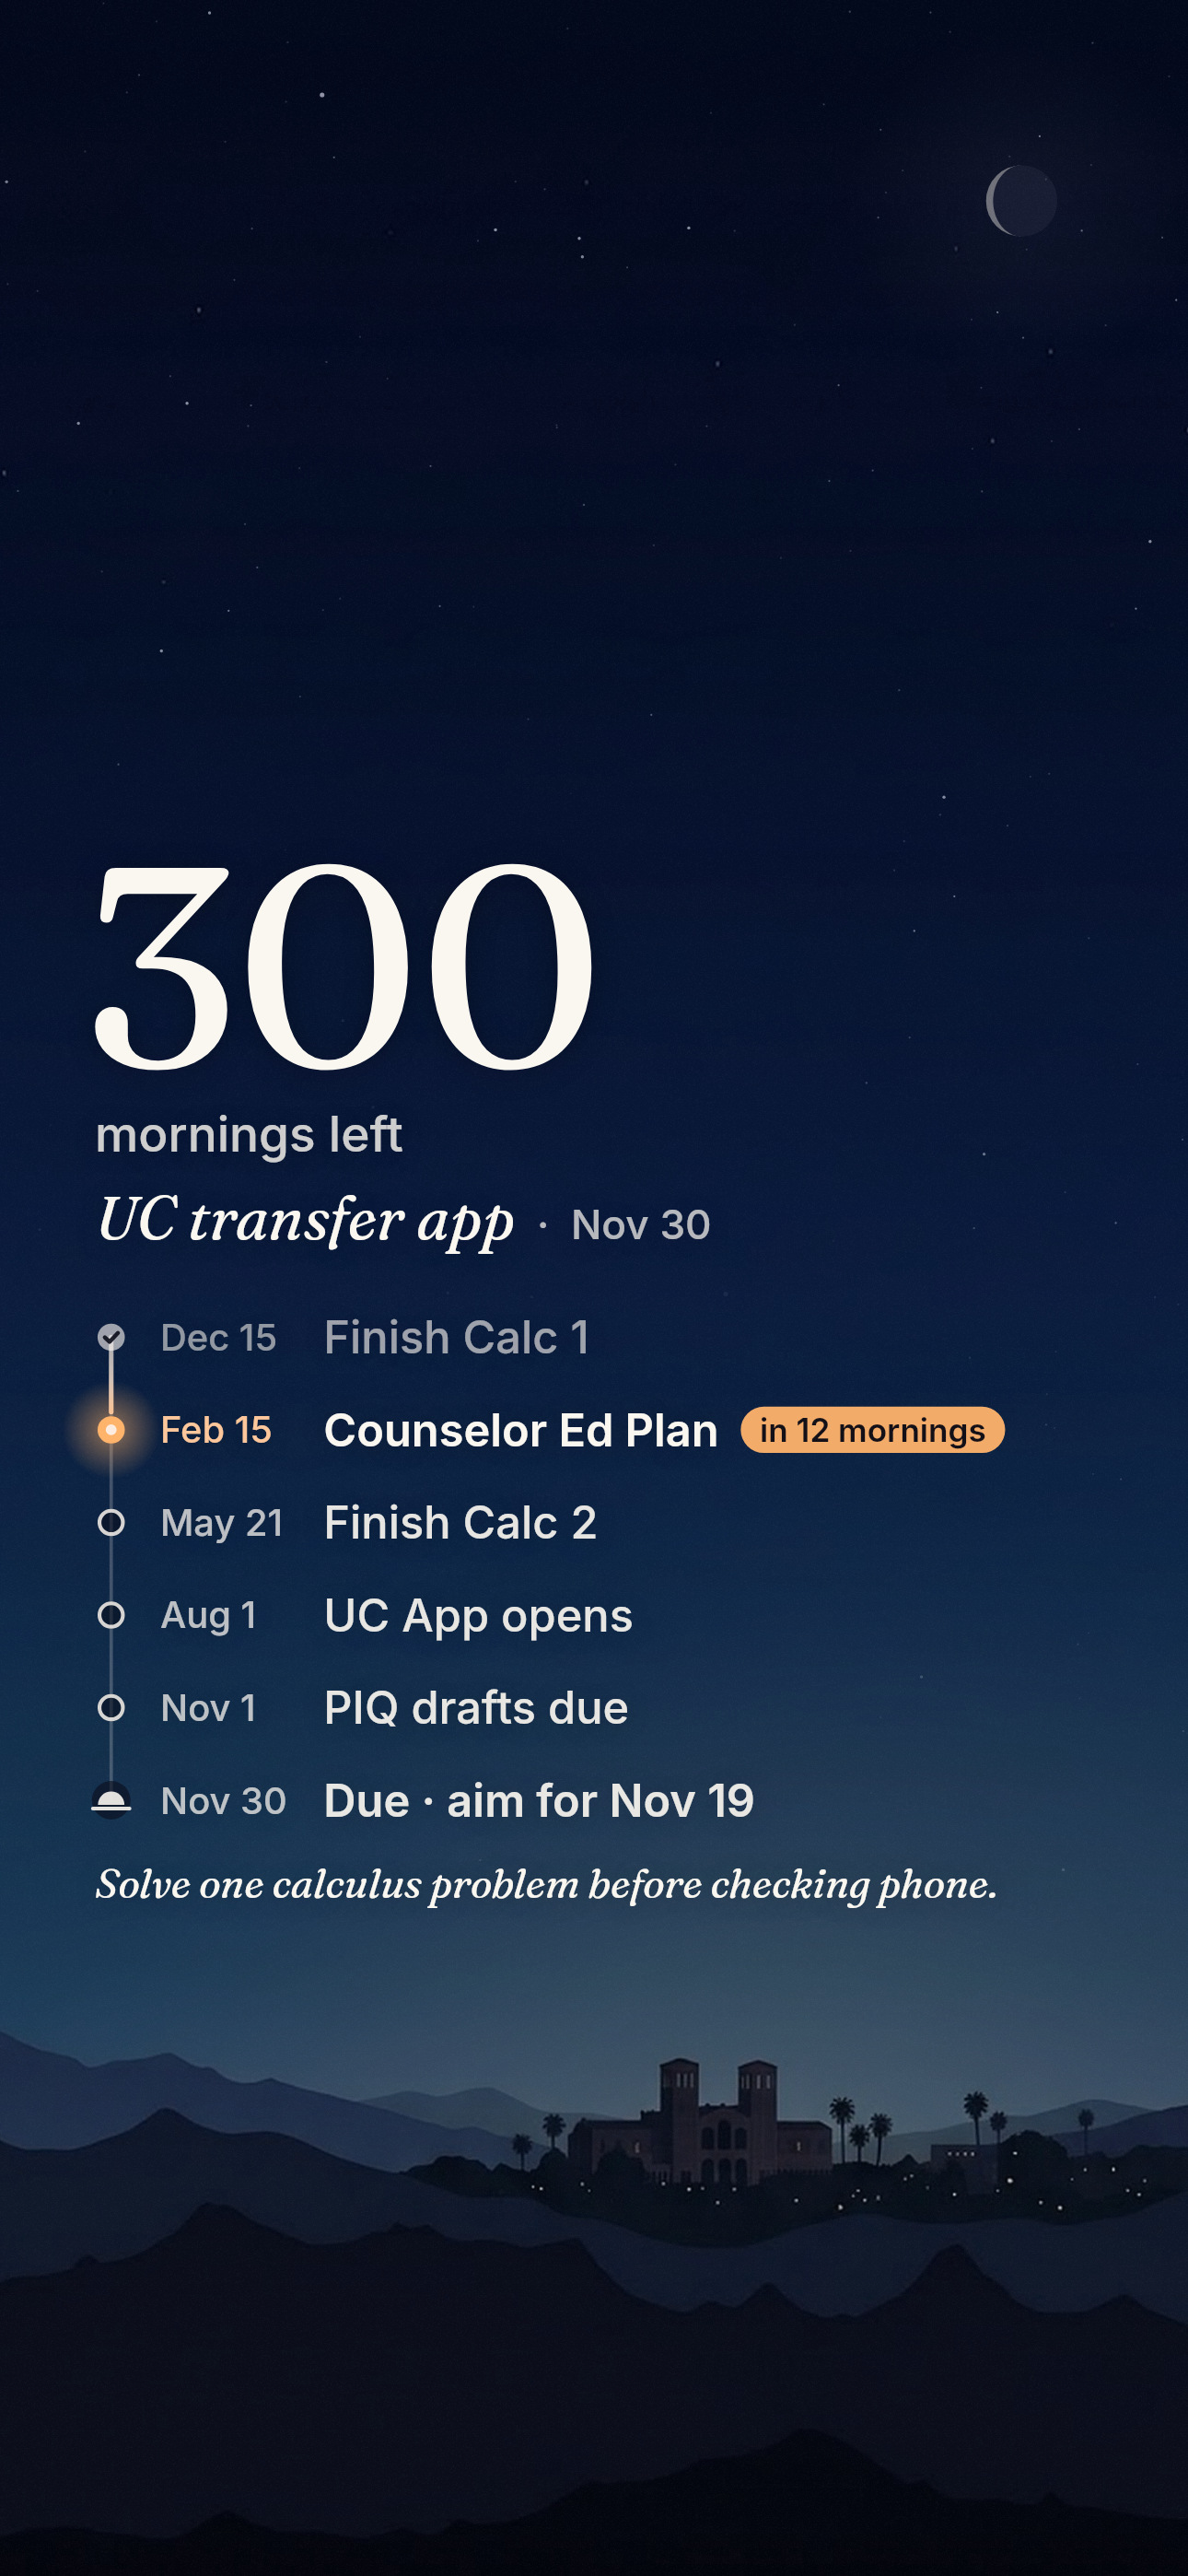 300
mornings left
UC transfer app · Nov 30
Dec 15 Finish Calc 1
Feb 15 Counselor Ed Plan in 12 mornings
May 21 Finish Calc 2
Aug 1 UC App opens
Nov 1 PIQ drafts due
Nov 30 Due · aim for Nov 19
Solve one calculus problem before checking phone.